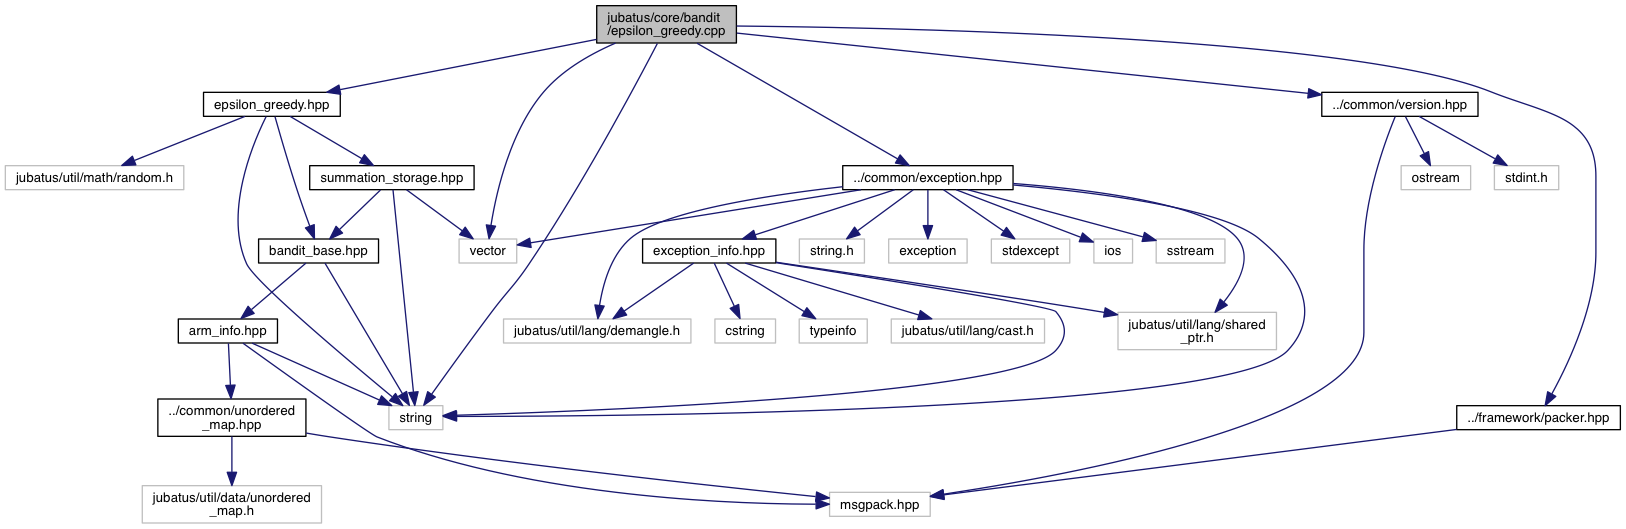 jubatus/core/bandit
/epsilon_greedy.cpp
epsilon_greedy.hpp
../common/version.hpp
jubatus/util/math/random.h
summation_storage.hpp
../common/exception.hpp
ostream
stdint.h
bandit_base.hpp
vector
exception_info.hpp
string.h
exception
stdexcept
ios
sstream
arm_info.hpp
jubatus/util/lang/demangle.h
cstring
typeinfo
jubatus/util/lang/cast.h
jubatus/util/lang/shared
_ptr.h
../common/unordered
_map.hpp
string
../framework/packer.hpp
jubatus/util/data/unordered
_map.h
msgpack.hpp